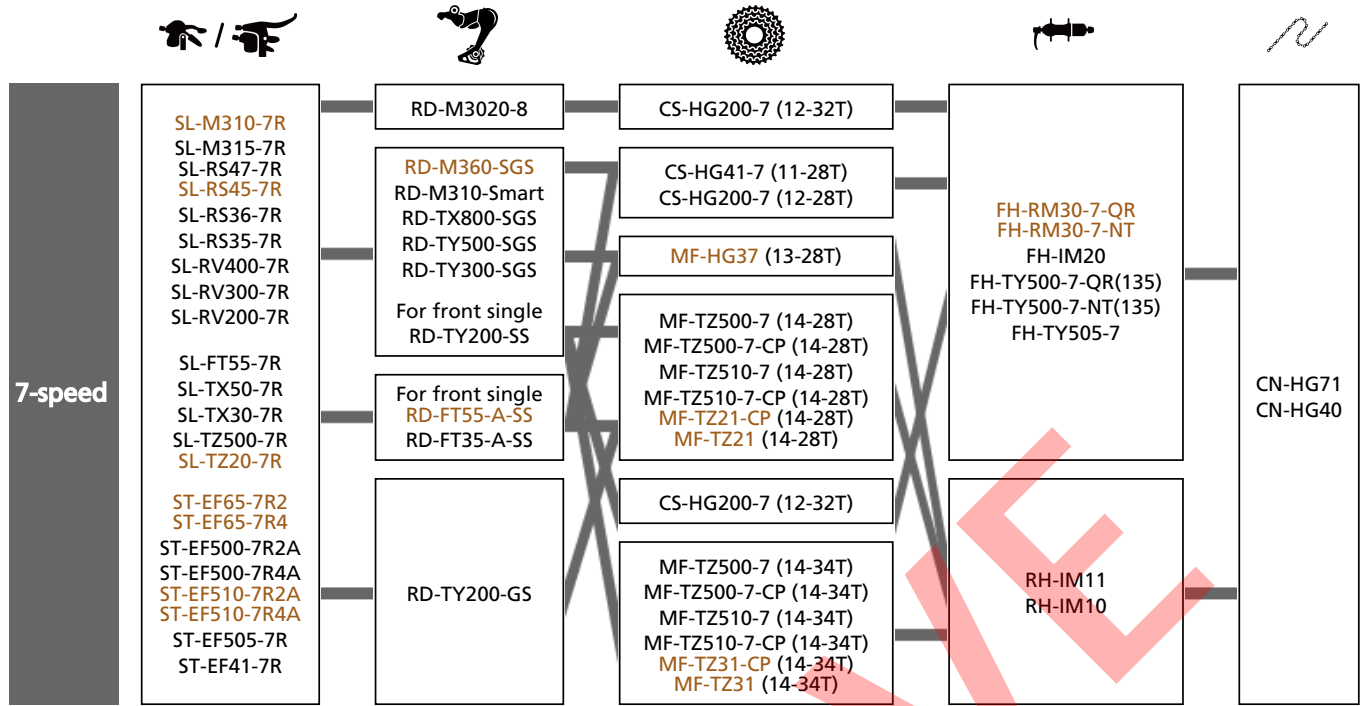 7-speed
SL-M310-7R
SL-M315-7R
SL-RS47-7R
SL-RS45-7R
SL-RS36-7R
SL-RS35-7R
SL-RV400-7R
SL-RV300-7R
SL-RV200-7R
SL-FT55-7R
SL-TX50-7R
SL-TX30-7R
SL-TZ500-7R
SL-TZ20-7R
ST-EF65-7R2
ST-EF65-7R4
ST-EF500-7R2A
ST-EF500-7R4A
ST-EF510-7R2A
ST-EF510-7R4A
ST-EF505-7R
ST-EF41-7R
RD-M3020-8
RD-M360-SGS
RD-M310-Smart
RD-TX800-SGS
RD-TY500-SGS
RD-TY300-SGS
For front single
RD-TY200-SS
For front single
RD-FT55-A-SS
RD-FT35-A-SS
RD-TY200-GS
CS-HG200-7 (12-32T)
CS-HG41-7 (11-28T)
CS-HG200-7 (12-28T)
MF-HG37 (13-28T)
MF-TZ500-7 (14-28T)
MF-TZ500-7-CP (14-28T)
MF-TZ510-7 (14-28T)
MF-TZ510-7-CP (14-28T)
MF-TZ21-CP (14-28T)
MF-TZ21 (14-28T)
CS-HG200-7 (12-32T)
MF-TZ500-7 (14-34T)
MF-TZ500-7-CP (14-34T)
MF-TZ510-7 (14-34T)
MF-TZ510-7-CP (14-34T)
MF-TZ31-CP (14-34T)
MF-TZ31 (14-34T)
FH-RM30-7-QR
FH-RM30-7-NT
FH-IM20
FH-TY500-7-QR(135)
FH-TY500-7-NT(135)
FH-TY505-7
RH-IM11
RH-IM10
CN-HG71
CN-HG40
VE